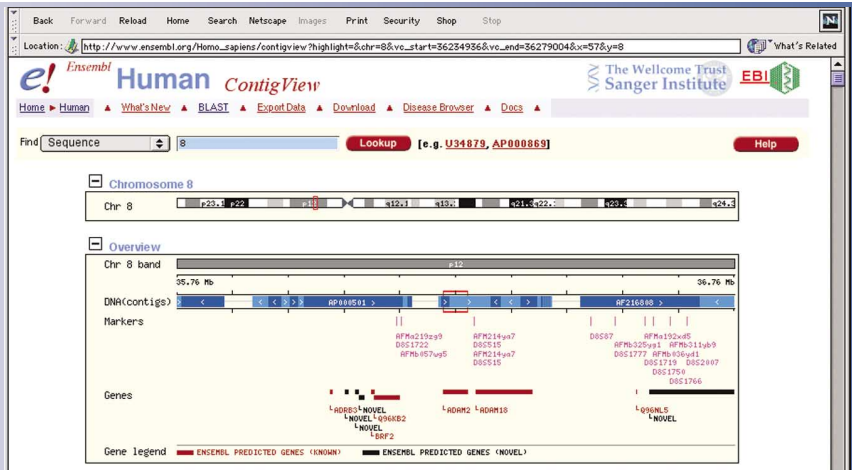 Back Forward Reload Home Search Netscape Images Print Security Shop Stop
Location: http://www.ensembl.org/Homo_sapiens/contigview?highlight=&chr=8&vc_start=36234936&vc_end=36279004&x=57&y=8 What's Related
e! Ensembl Human ContigView The Wellcome Trust Sanger Institute EBI
Home ► Human ▲ What'sNew ▲ BLAST ▲ Export Data ▲ Download ▲ Disease Browser ▲ Docs ▲
Find Sequence 8 Lookup [e.g. U34879, AP000869] Help
Chromosome 8
Chr 8 p23.1 p22 q12.1 q21.3 q22. q23.3 q24.3
Overview
Chr 8 band p12
35.76 Mb 36.76 Mb
DNA(contigs) AP000501 > AF216808 >
Markers
AFMa219zg9 AFM214ya7 D8S87 AFMa192xd5
D8S1722 D8S515 AFMb325yg1 AFMb311yb9
AFMb057wg5 AFM214ya7 D8S1777 AFMb036yd1
D8S515 D8S1719 D8S2007
D8S1750
D8S1766
Genes
ADRB3 NOVEL ADAM2 ADAM18 Q96NL5
NOVEL Q96KB2 NOVEL
NOVEL
BRF2
Gene legend ENSEMBL PREDICTED GENES (KNOWN) ENSEMBL PREDICTED GENES (NOVEL)